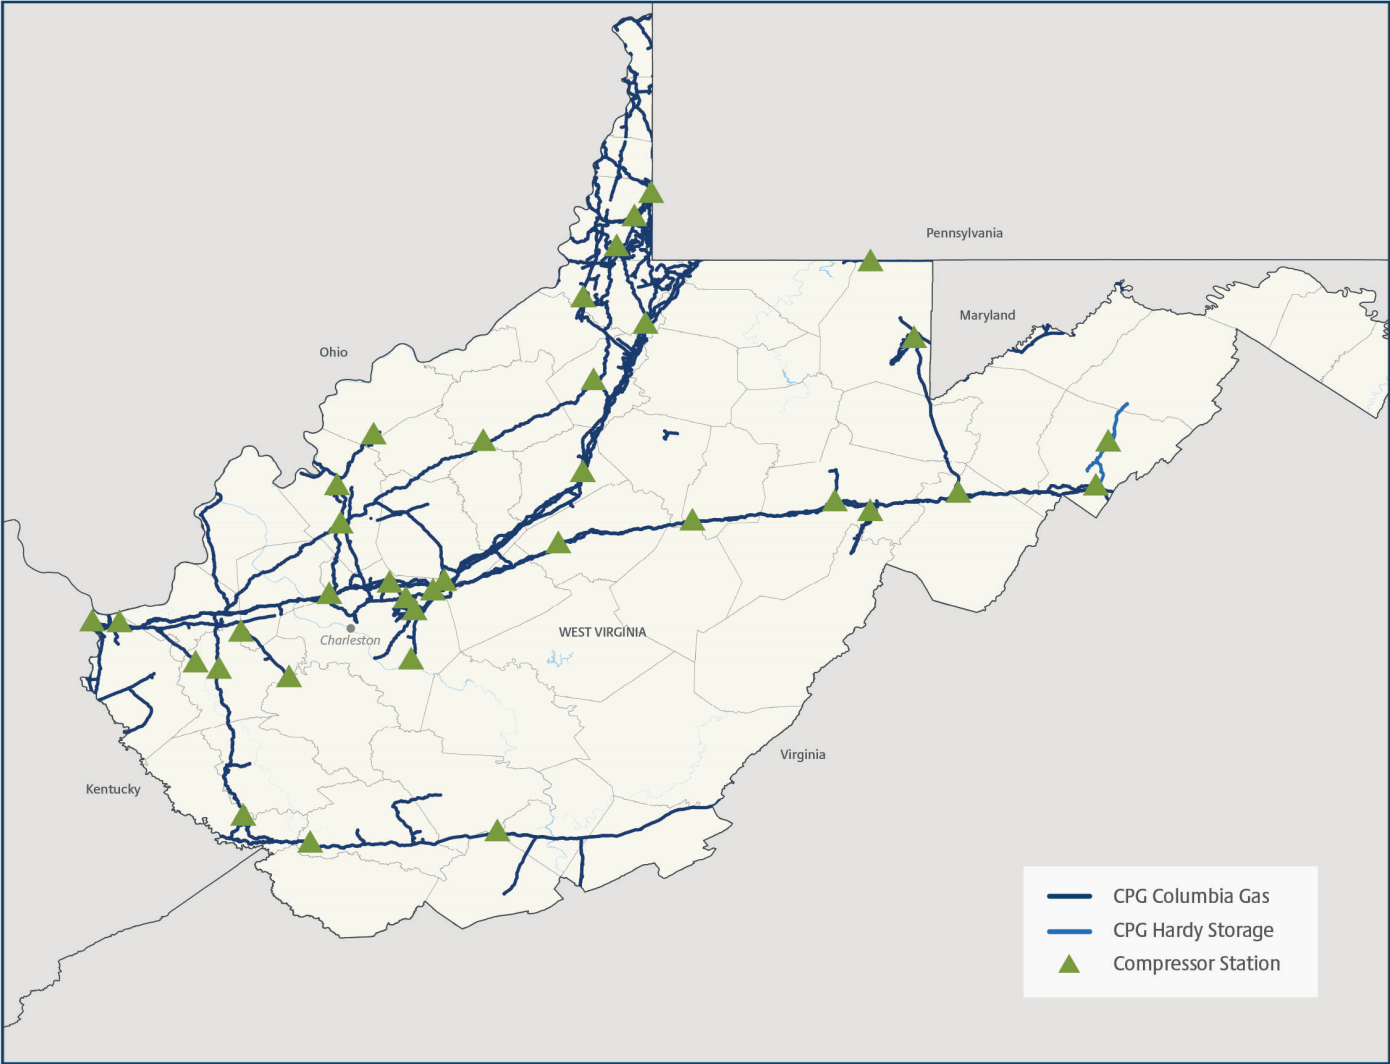 Pennsylvania
Maryland
Ohio
WEST VIRGINIA
Charleston
Virginia
Kentucky
CPG Columbia Gas
CPG Hardy Storage
Compressor Station